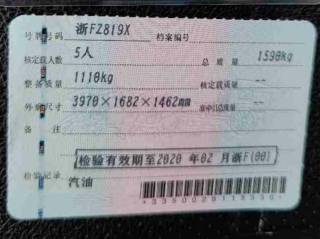 号牌号码 浙FZ819X 档案编号
核定载人数 5人 总质量 1590kg
整备质量 1110kg 核定载质量 --
外廓尺寸 3970×1682×1462mm 准牵引总质量 --
备注
检验有效期至2020年02月浙F(00)
检验记录 汽油